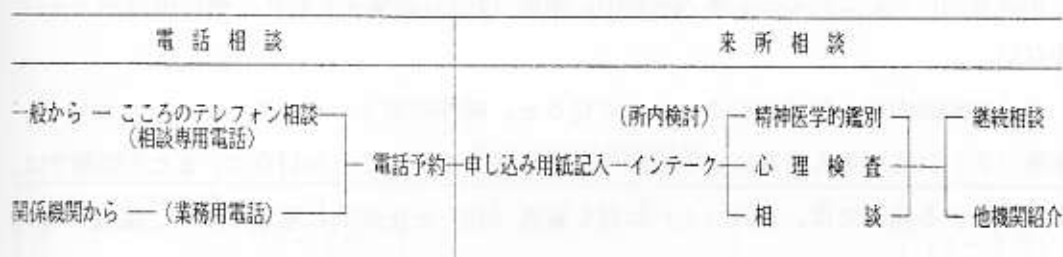 電話相談
来所相談
一般から ― こころのテレフォン相談
(相談専用電話)
関係機関から ― (業務用電話)
電話予約
申し込み用紙記入
インテーク
(所内検討)
精神医学的鑑別
心理検査
相談
継続相談
他機関紹介